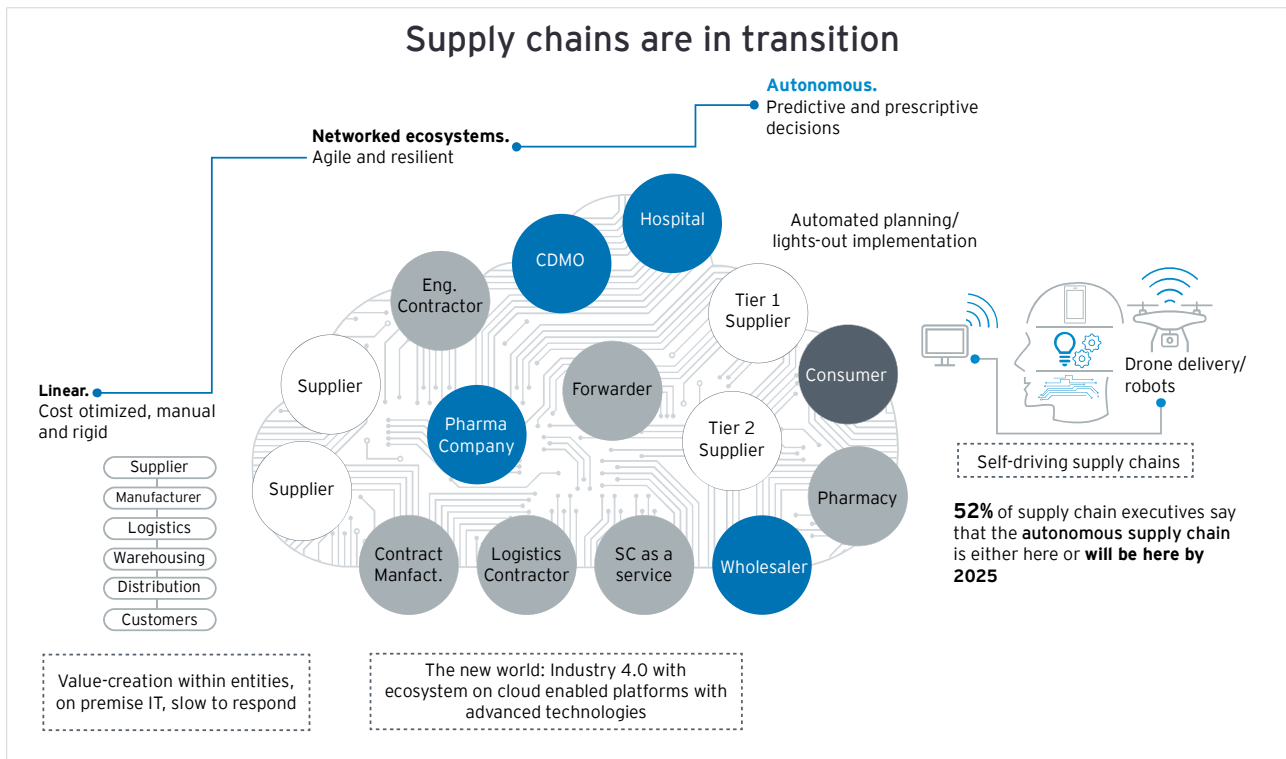 Supply chains are in transition
Autonomous.
Predictive and prescriptive
decisions
Networked ecosystems.
Agile and resilient
Linear.
Cost otimized, manual
and rigid
Supplier
Manufacturer
Logistics
Warehousing
Distribution
Customers
Value-creation within entities,
on premise IT, slow to respond
Hospital
CDMO
Eng.
Contractor
Tier 1
Supplier
Supplier
Forwarder
Consumer
Pharma
Company
Tier 2
Supplier
Supplier
Pharmacy
Contract
Manfact.
Logistics
Contractor
SC as a
service
Wholesaler
The new world: Industry 4.0 with
ecosystem on cloud enabled platforms with
advanced technologies
Automated planning/
lights-out implementation
Drone delivery/
robots
Self-driving supply chains
52% of supply chain executives say
that the autonomous supply chain
is either here or will be here by
2025